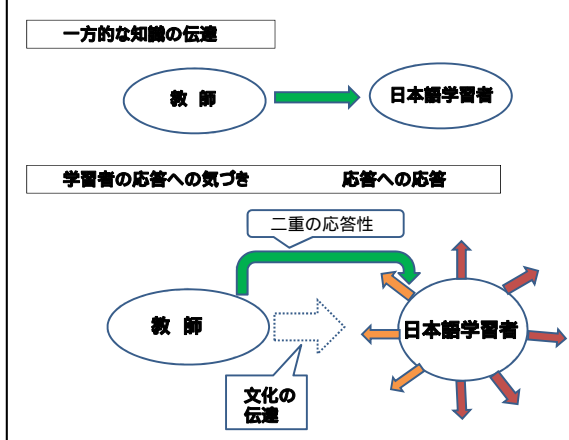 一方的な知識の伝達
教 師
日本語学習者
学習者の応答への気づき 応答への応答
二重の応答性
教 師
日本語学習者
文化の
伝達